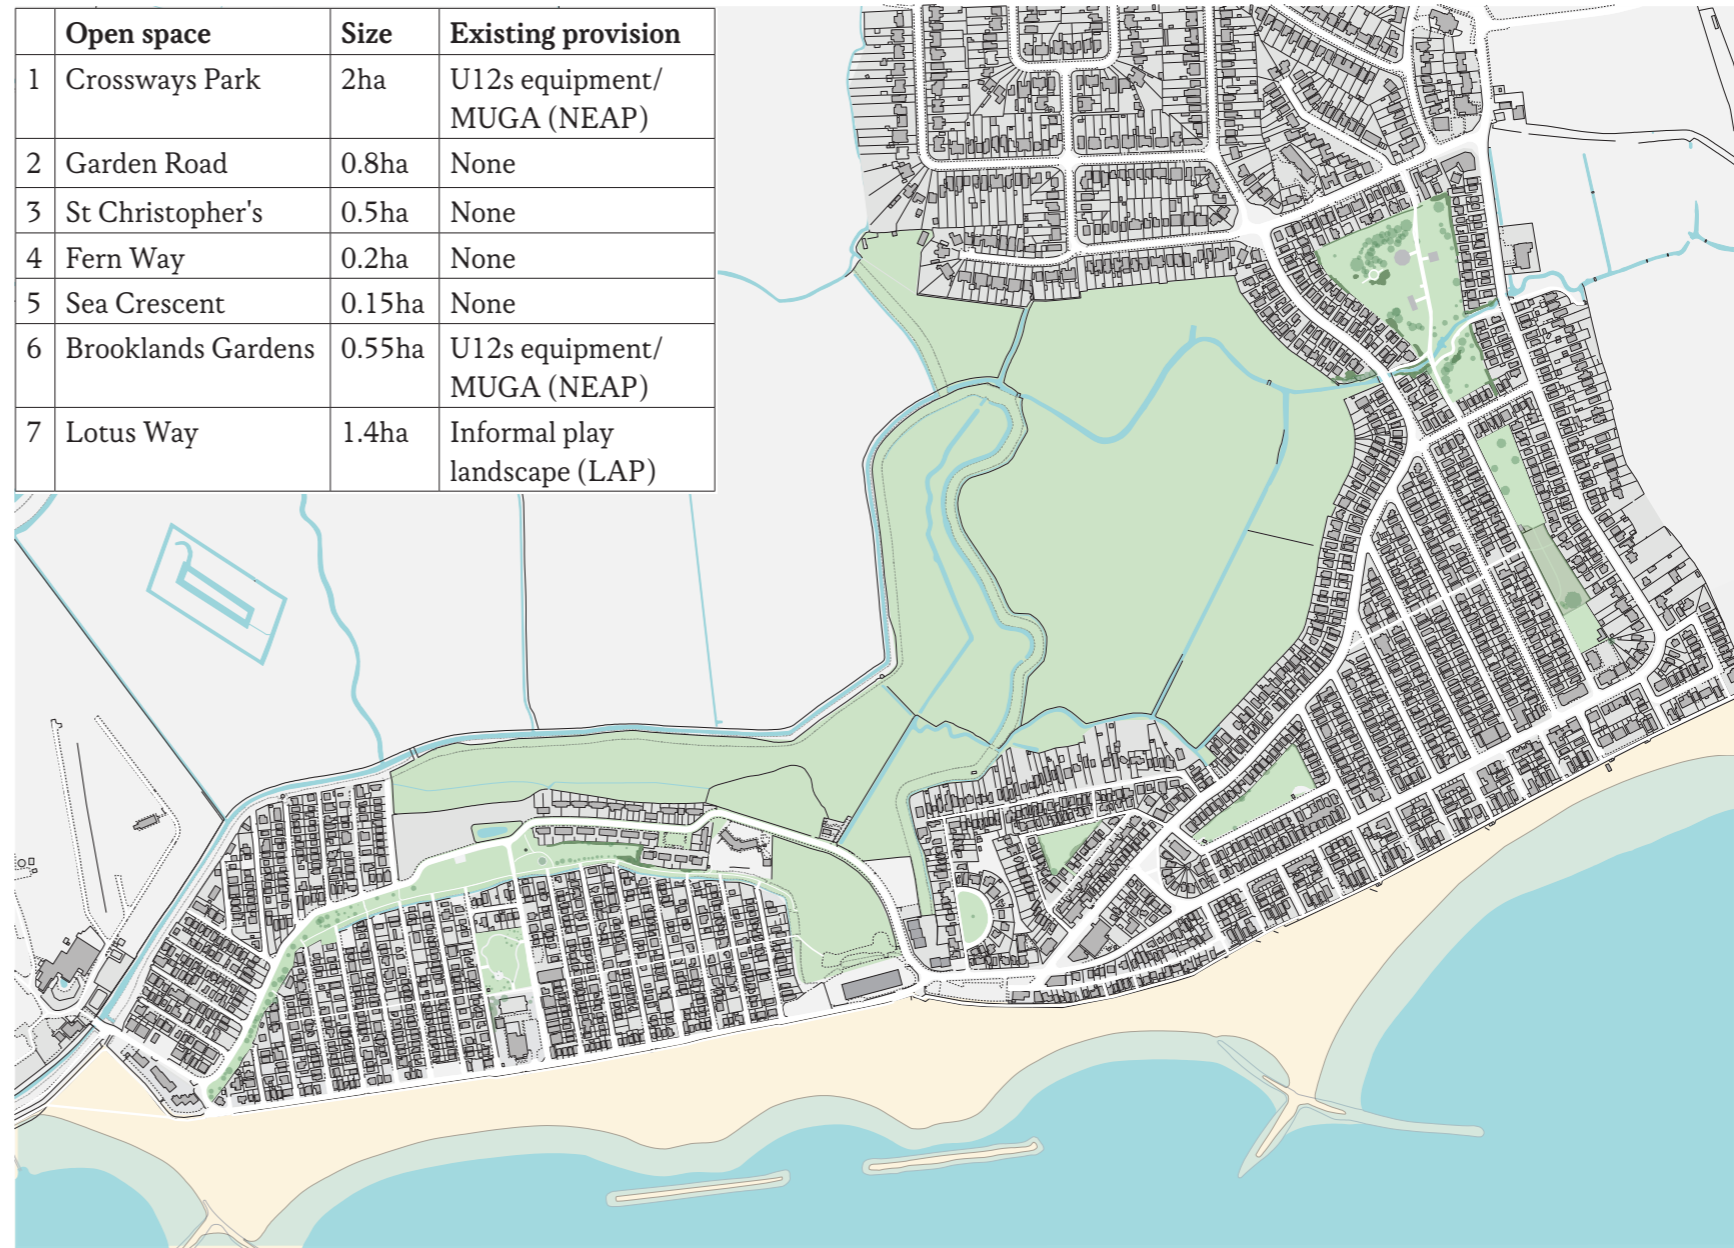 Open space Size Existing provision
1 Crossways Park 2ha U12s equipment/
MUGA (NEAP)
2 Garden Road 0.8ha None
3 St Christopher's 0.5ha None
4 Fern Way 0.2ha None
5 Sea Crescent 0.15ha None
6 Brooklands Gardens 0.55ha U12s equipment/
MUGA (NEAP)
7 Lotus Way 1.4ha Informal play
landscape (LAP)